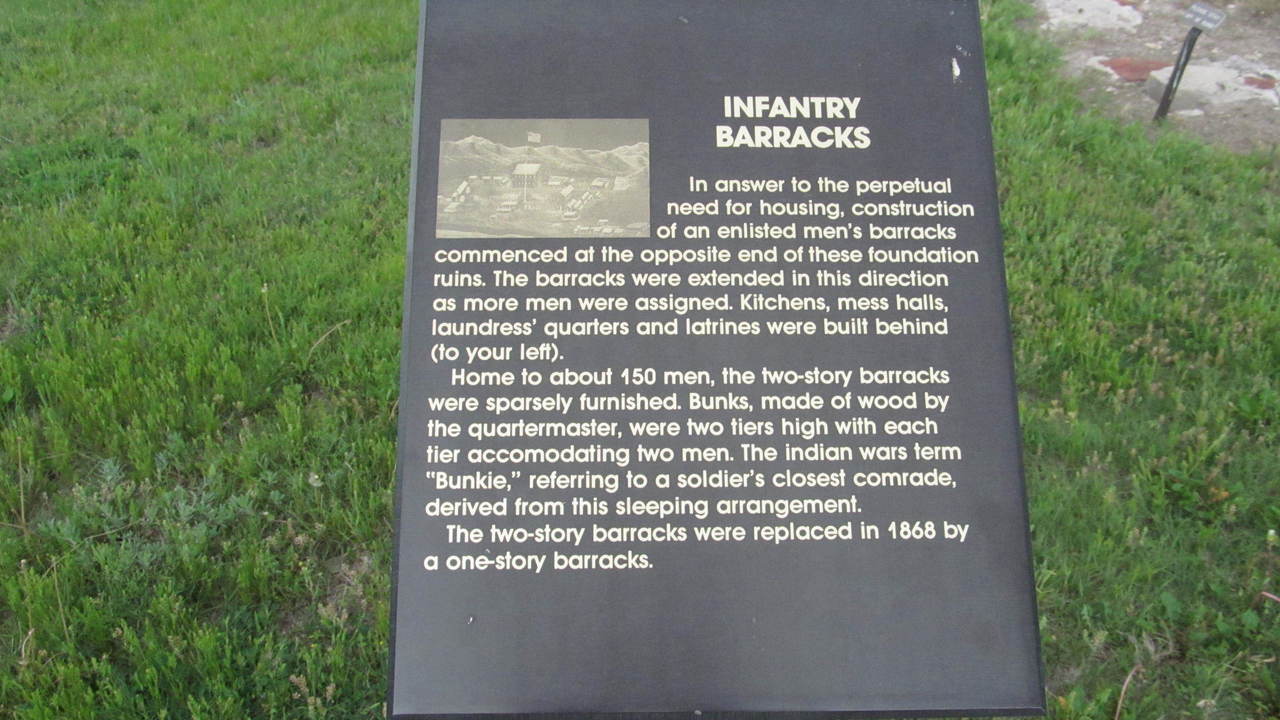 INFANTRY
BARRACKS
In answer to the perpetual
need for housing, construction
of an enlisted men's barracks
commenced at the opposite end of these foundation
ruins. The barracks were extended in this direction
as more men were assigned. Kitchens, mess halls,
laundress' quarters and latrines were built behind
(to your left).
Home to about 150 men, the two-story barracks
were sparsely furnished. Bunks, made of wood by
the quartermaster, were two tiers high with each
tier accomodating two men. The indian wars term
"Bunkie," referring to a soldier's closest comrade,
derived from this sleeping arrangement.
The two-story barracks were replaced in 1868 by
a one-story barracks.